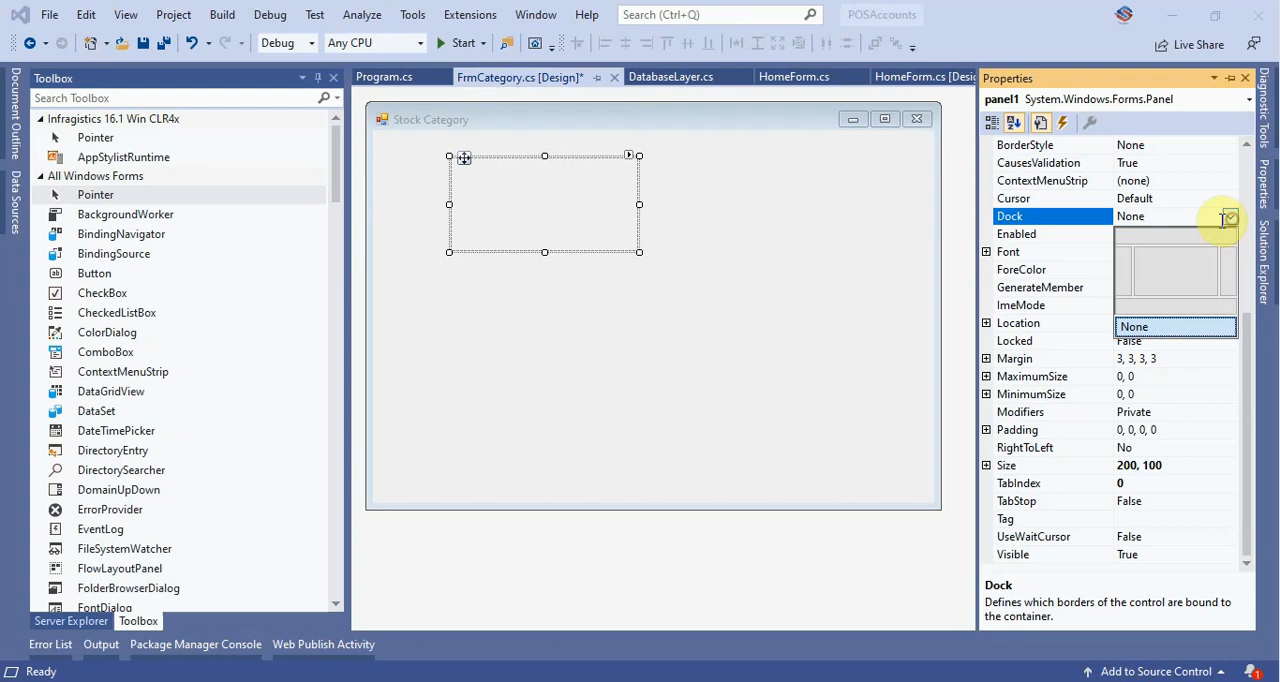 File Edit View Project Build Debug Test Analyze Tools Extensions Window Help Search (Ctrl+Q) POSAccounts
Debug Any CPU Start Live Share
Document Outline
Data Sources
Toolbox
Search Toolbox
Infragistics 16.1 Win CLR4x
Pointer
AppStylistRuntime
All Windows Forms
Pointer
BackgroundWorker
BindingNavigator
BindingSource
Button
CheckBox
CheckedListBox
ColorDialog
ComboBox
ContextMenuStrip
DataGridView
DataSet
DateTimePicker
DirectoryEntry
DirectorySearcher
DomainUpDown
ErrorProvider
EventLog
FileSystemWatcher
FlowLayoutPanel
FolderBrowserDialog
FontDialog
Server Explorer Toolbox
Program.cs FrmCategory.cs [Design]* DatabaseLayer.cs HomeForm.cs HomeForm.cs [Desi
Stock Category
Properties
panel1 System.Windows.Forms.Panel
BorderStyle None
CausesValidation True
ContextMenuStrip (none)
Cursor Default
Dock None
Enabled
Font
ForeColor
GenerateMember
ImeMode
Location None
Locked False
Margin 3, 3, 3, 3
MaximumSize 0, 0
MinimumSize 0, 0
Modifiers Private
Padding 0, 0, 0, 0
RightToLeft No
Size 200, 100
TabIndex 0
TabStop False
Tag
UseWaitCursor False
Visible True
Dock
Defines which borders of the control are bound to
the container.
Diagnostic Tools
Properties
Solution Explorer
Error List Output Package Manager Console Web Publish Activity
Ready Add to Source Control 1